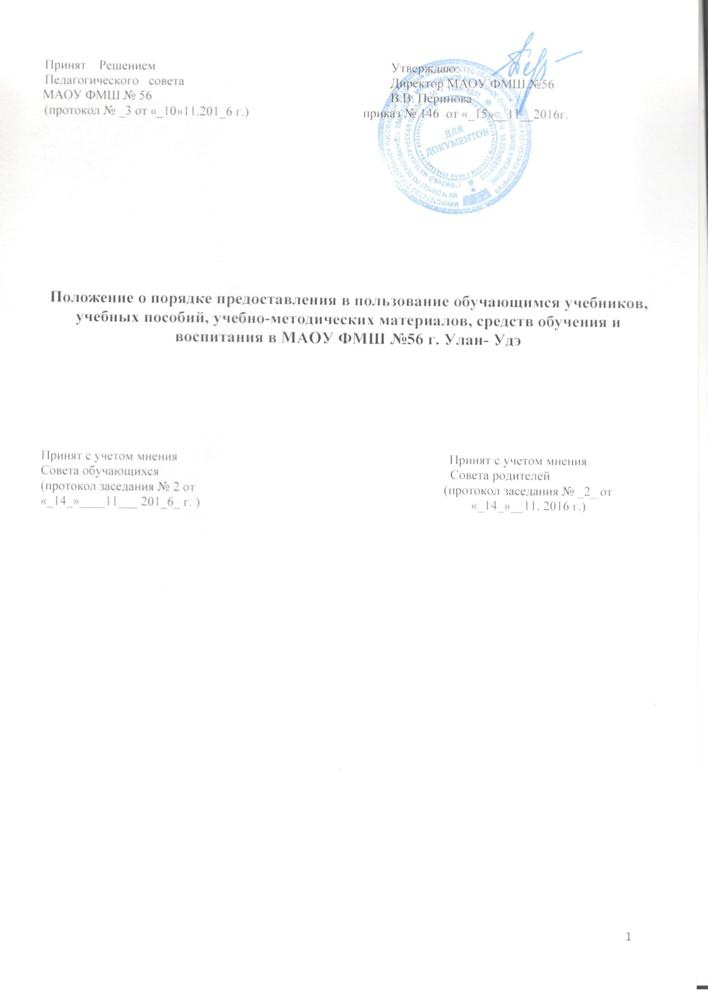 Принят Решением
Педагогического совета
МАОУ ФМШ № 56
(протокол № _3 от «_10»11.201_6 г.)
Утверждаю:
Директор МАОУ ФМШ №56
В.В. Перинова
приказ № 146 от «_15»__11__2016г.
ДЛЯ
ДОКУМЕНТОВ
Положение о порядке предоставления в пользование обучающимся учебников,
учебных пособий, учебно-методических материалов, средств обучения и
воспитания в МАОУ ФМШ №56 г. Улан- Удэ
Принят с учетом мнения
Совета обучающихся
(протокол заседания № 2 от
«_14_»____11___ 201_6_ г. )
Принят с учетом мнения
Совета родителей
(протокол заседания № _2_ от
«_14_»__11. 2016 г.)
1